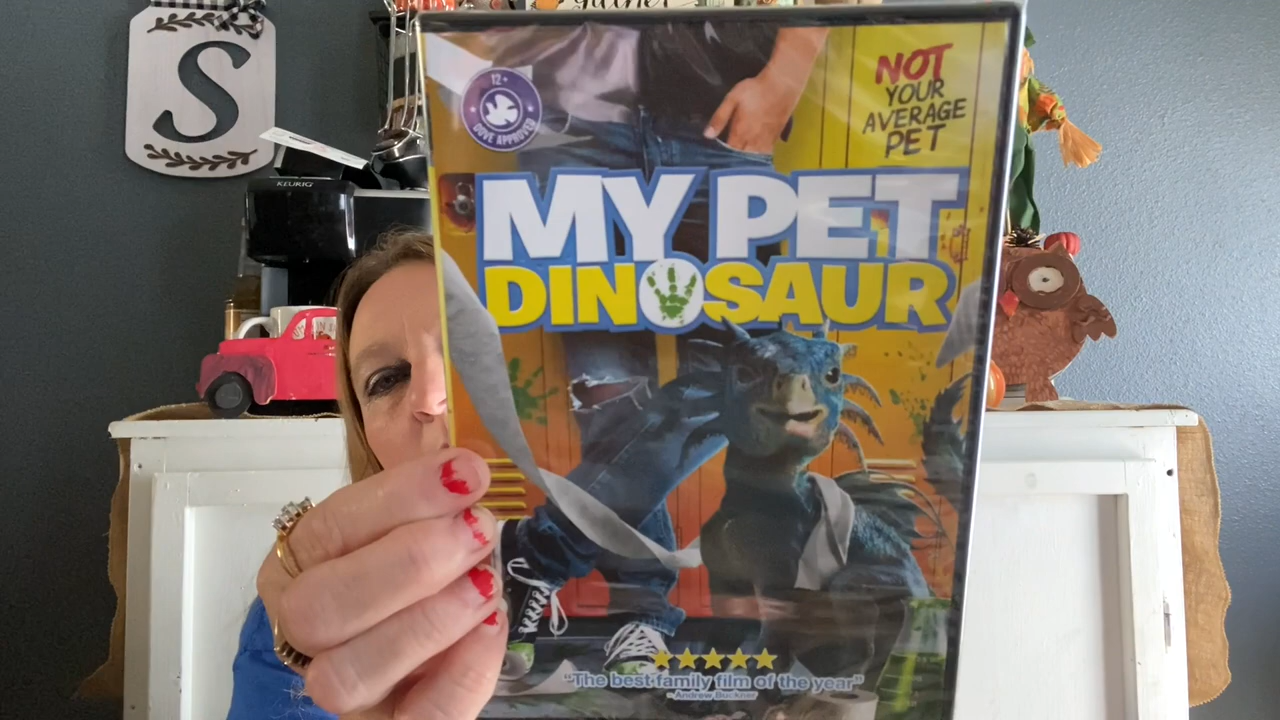 gather
S
KEURIG
12+
DOVE APPROVED
NOT
YOUR
AVERAGE
PET
MY PET
DINOSAUR
"The best family film of the year"
- Andrew Buckner